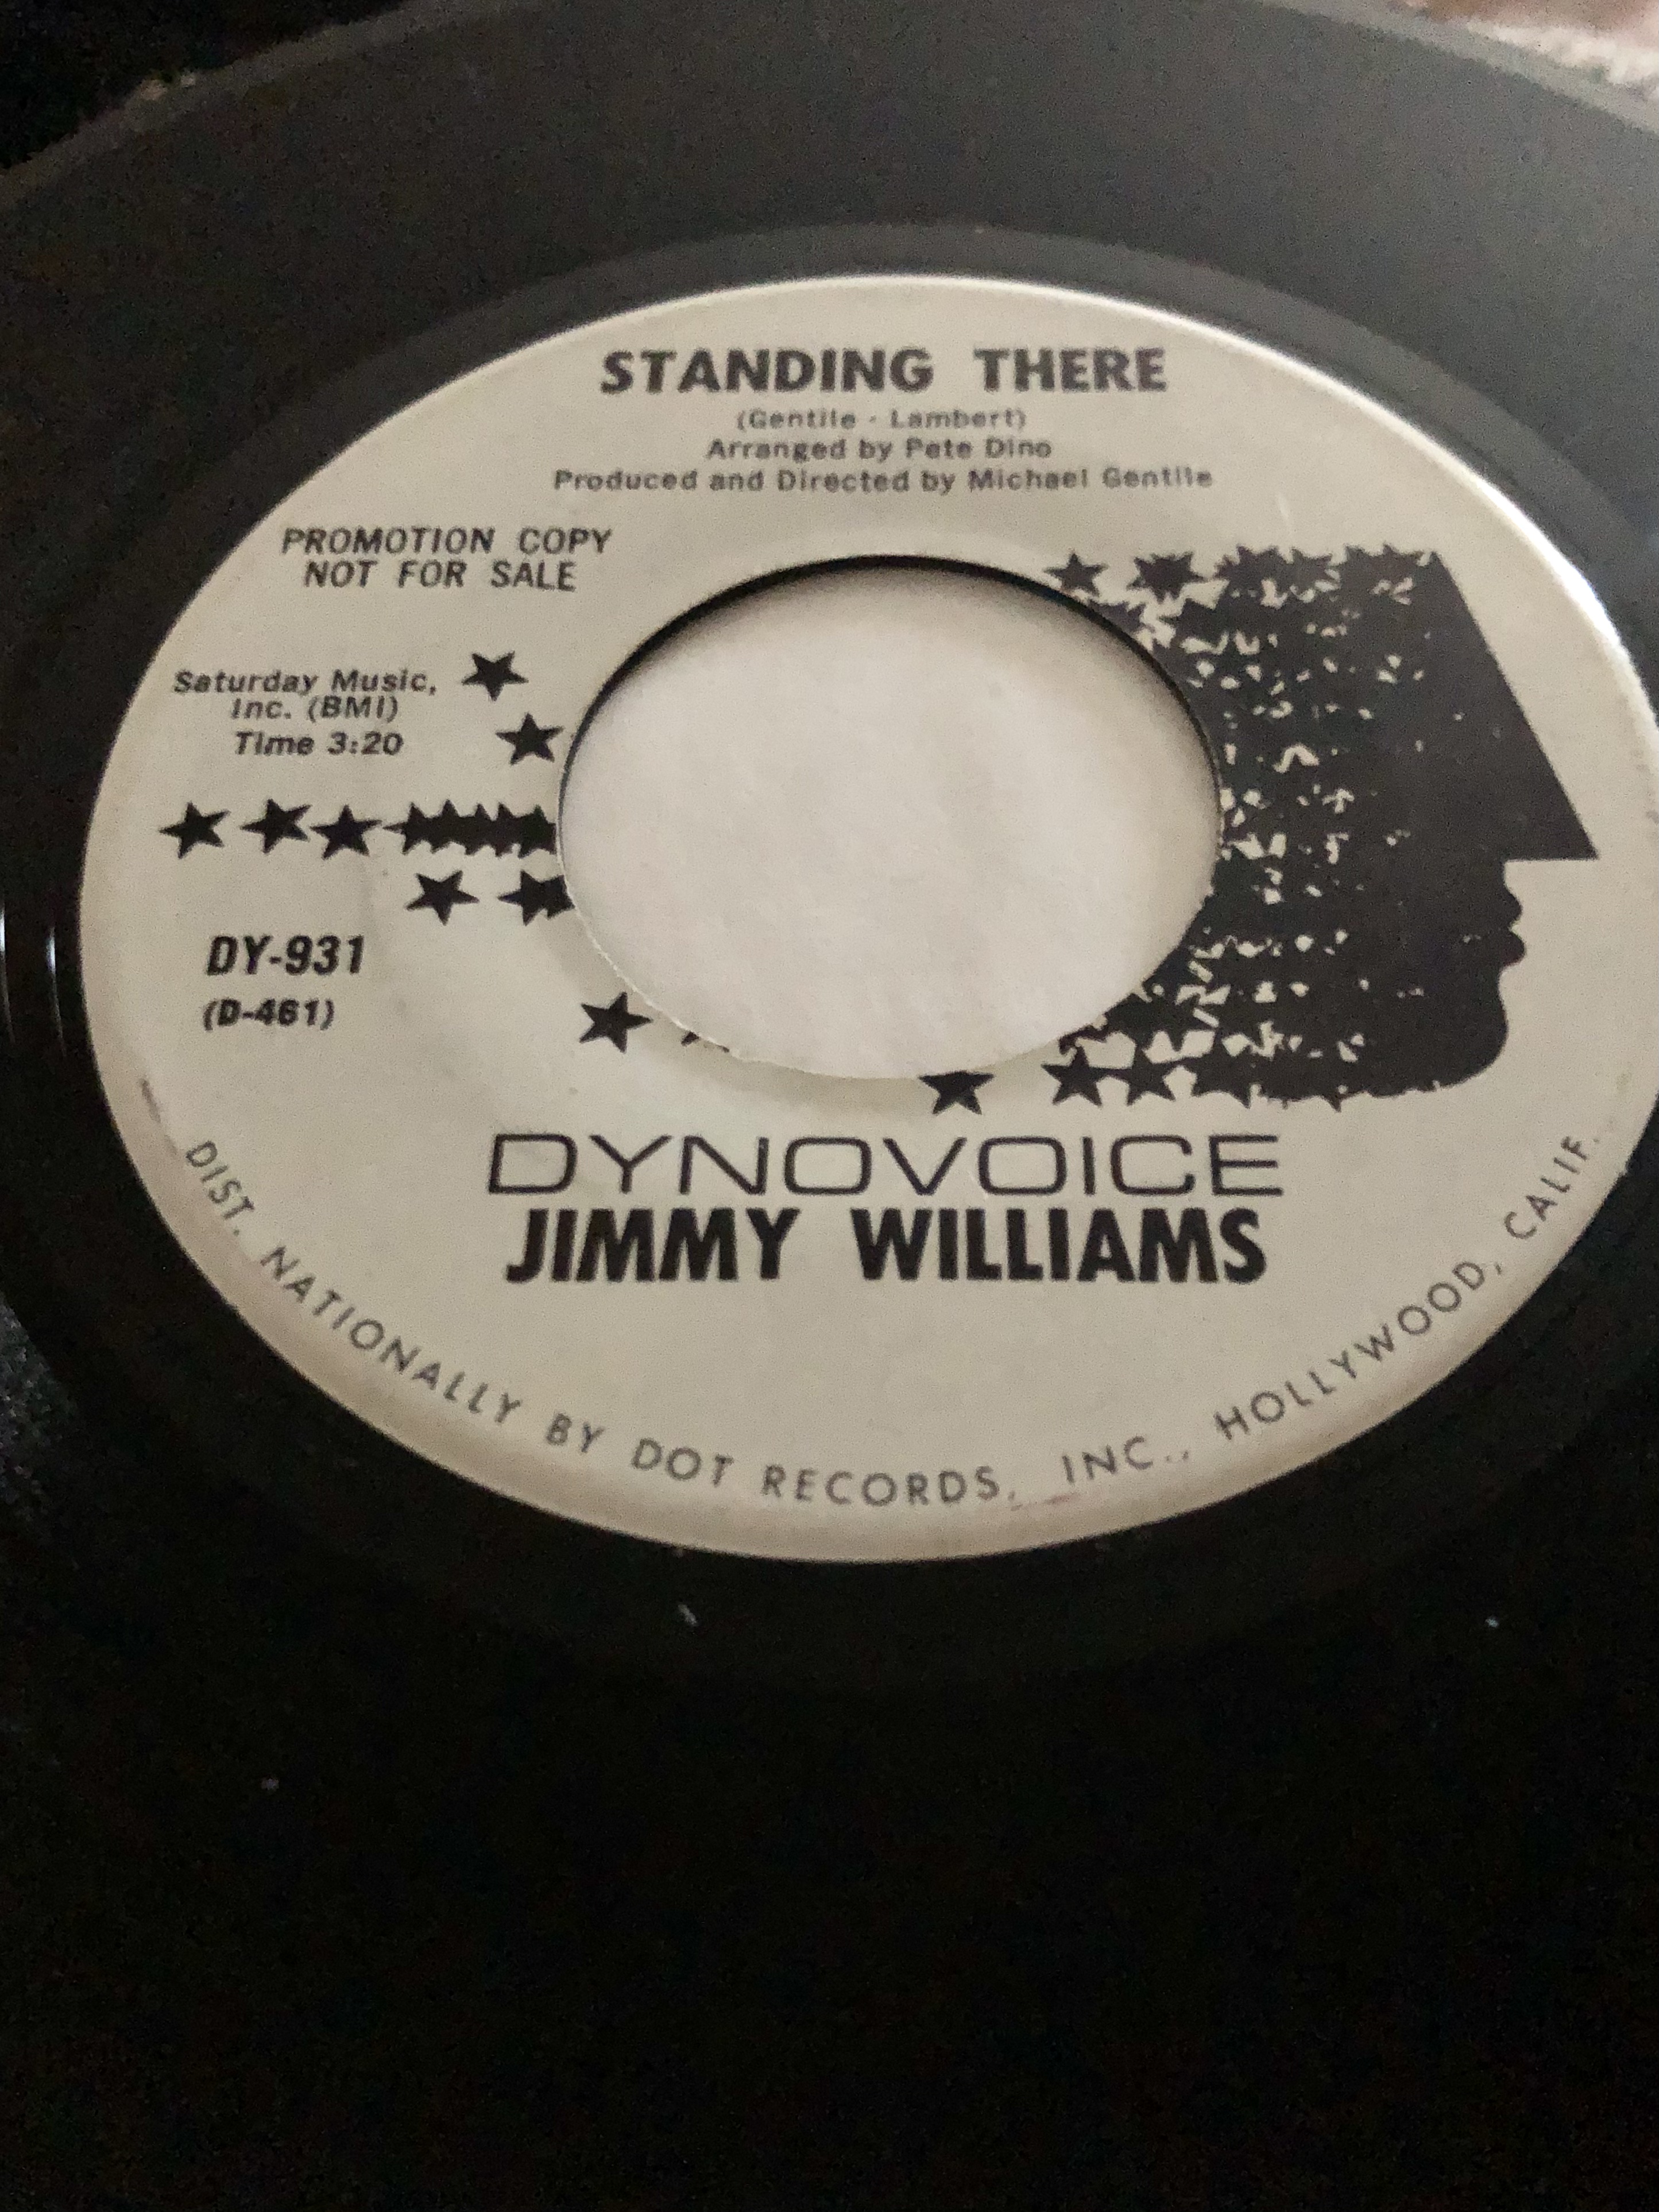 STANDING THERE
(Gentile - Lambert)
Arranged by Pete Dino
Produced and Directed by Michael Gentile
PROMOTION COPY
NOT FOR SALE
Saturday Music,
Inc. (BMI)
Time 3:20
DY-931
(D-461)
DYNOVOICE
JIMMY WILLIAMS
DIST. NATIONALLY BY DOT RECORDS, INC., HOLLYWOOD, CALIF.